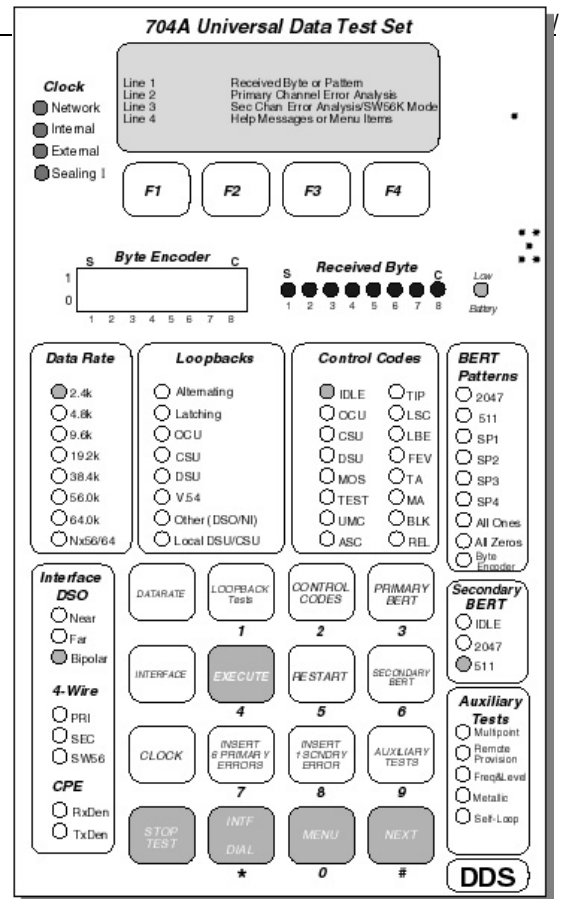 704A Universal Data Test Set
Line 1 Received Byte or Pattern
Line 2 Primary Channel Error Analysis
Line 3 Sec Chan Error Analysis/SW56K Mode
Line 4 Help Messages or Menu Items
Clock
Network
Internal
External
Sealing I
F1 F2 F3 F4
Byte Encoder
S C
1
0
1 2 3 4 5 6 7 8
Received Byte
S C
1 2 3 4 5 6 7 8
Low
Battery
Data Rate
2.4k
4.8k
9.6k
19.2k
38.4k
56.0k
64.0k
Nx56/64
Loopbacks
Alternating
Latching
OCU
CSU
DSU
V.54
Other (DSO/NI)
Local DSU/CSU
Control Codes
IDLE TIP
OCU LSC
CSU LBE
DSU FEV
MOS TA
TEST MA
UMC BLK
ASC REL
BERT
Patterns
2047
511
SP1
SP2
SP3
SP4
All Ones
All Zeros
Byte
Encoder
Interface
DSO
Near
Far
Bipolar
4-Wire
PRI
SEC
SW56
CPE
RxDen
TxDen
DATARATE
LOOPBACK
Tests
1
CONTROL
CODES
2
PRIMARY
BERT
3
INTERFACE
EXECUTE
4
RESTART
5
SECONDARY
BERT
6
CLOCK
INSERT
6 PRIMARY
ERRORS
7
INSERT
1 SCNDRY
ERROR
8
AUXILIARY
TESTS
9
STOP
TEST
INTF
DIAL
*
MENU
0
NEXT
#
Secondary
BERT
IDLE
2047
511
Auxiliary
Tests
Multipoint
Remote
Provision
Freq&Level
Metallic
Self-Loop
DDS